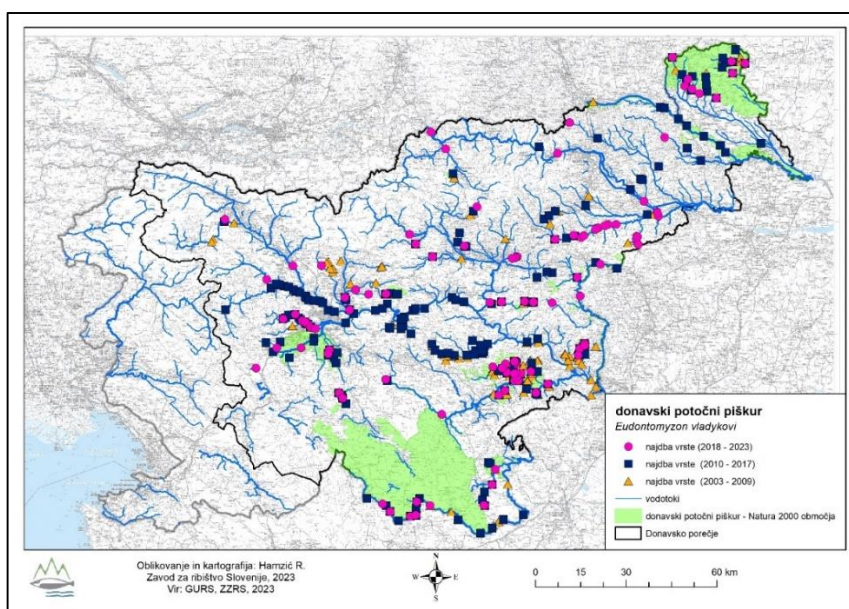 donavski potočni piškur
Eudontomyzon vladykovi
najdba vrste (2018 - 2023)
najdba vrste (2010 - 2017)
najdba vrste (2003 - 2009)
vodotoki
donavski potočni piškur - Natura 2000 območja
Donavsko porečje
Oblikovanje in kartografija: Hamzić R.
Zavod za ribištvo Slovenije, 2023
Vir: GURS, ZZRS, 2023
N
W E
S
0 15 30 60 km